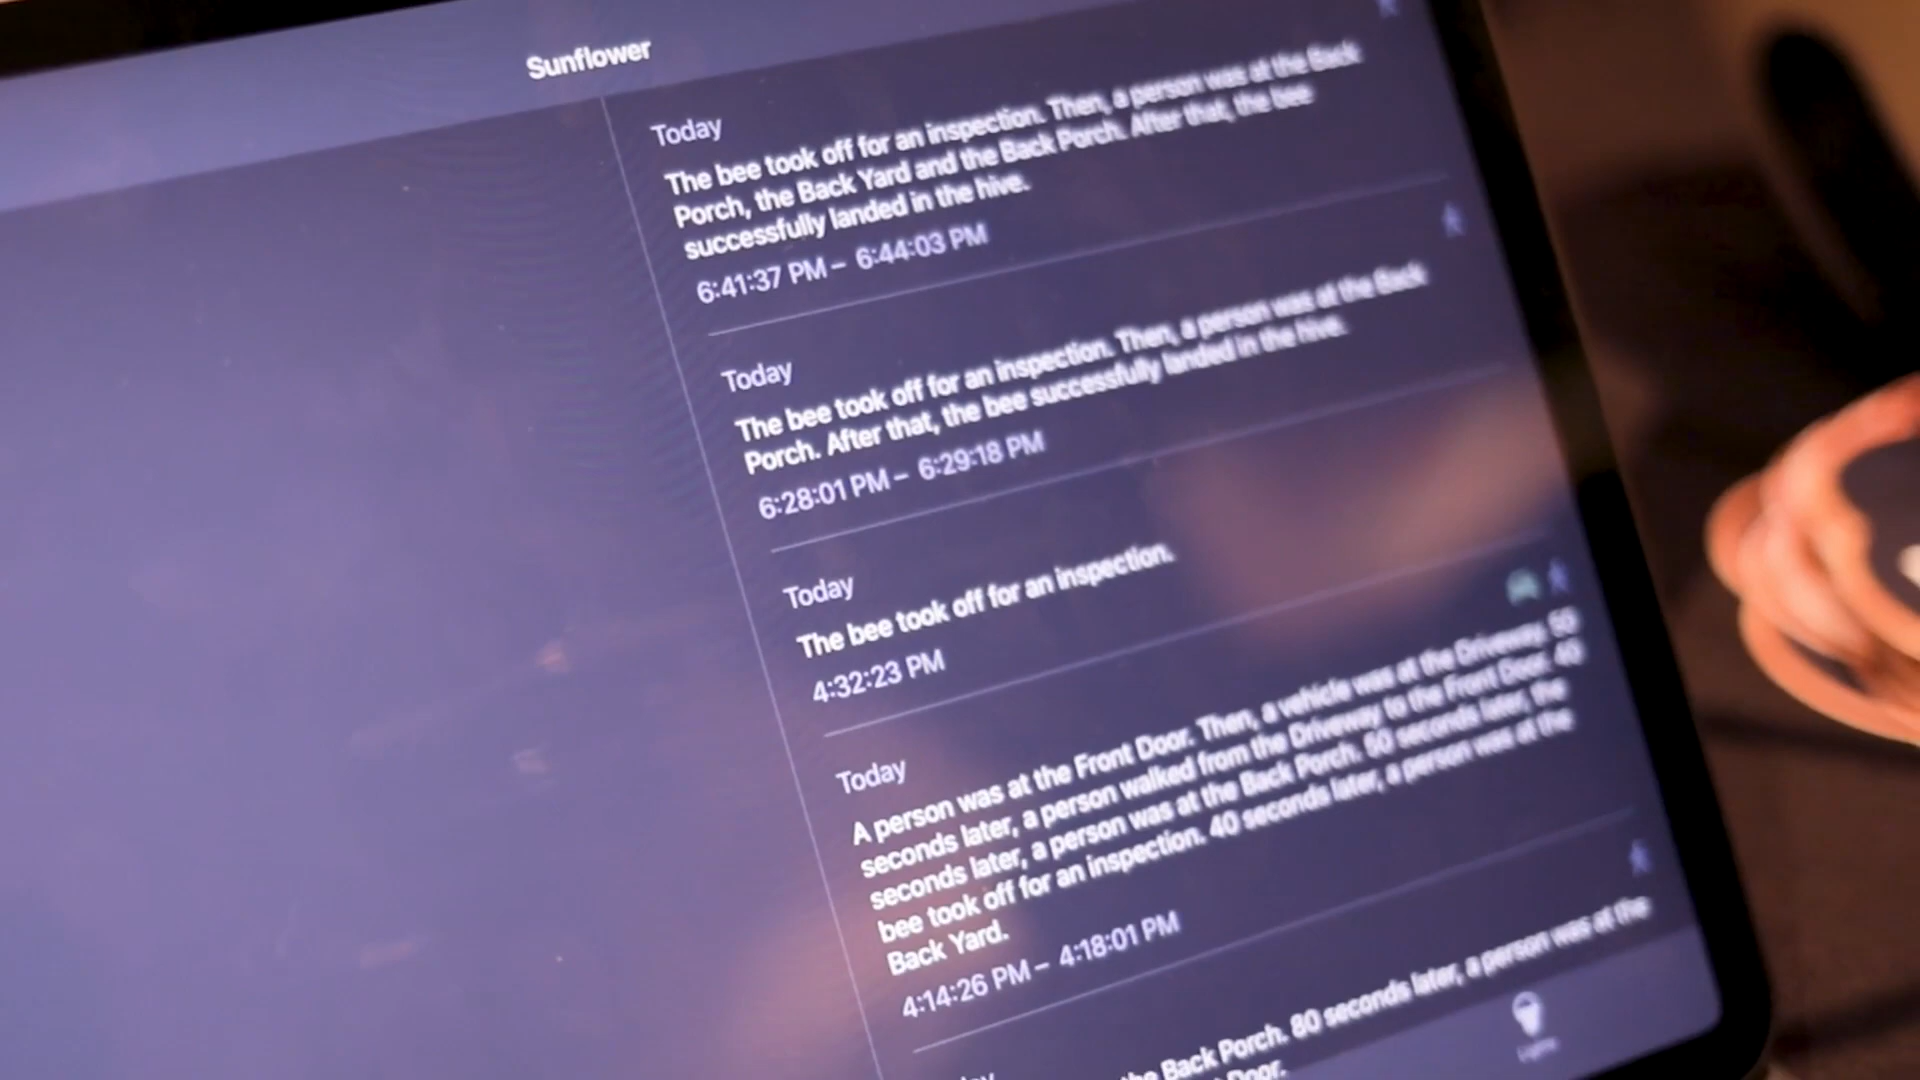 Sunflower
Today
The bee took off for an inspection. Then, a person was at the Back
Porch, the Back Yard and the Back Porch. After that, the bee
successfully landed in the hive.
6:41:37 PM – 6:44:03 PM
Today
The bee took off for an inspection. Then, a person was at the Back
Porch. After that, the bee successfully landed in the hive.
6:28:01 PM – 6:29:18 PM
Today
The bee took off for an inspection.
4:32:23 PM
Today
A person was at the Front Door. Then, a vehicle was at the Driveway. 50
seconds later, a person walked from the Driveway to the Front Door. 40
seconds later, a person was at the Back Porch. 50 seconds later, the
bee took off for an inspection. 40 seconds later, a person was at the
Back Yard.
4:14:26 PM – 4:18:01 PM
the Back Porch. 80 seconds later, a person was at the
Door.
Lights